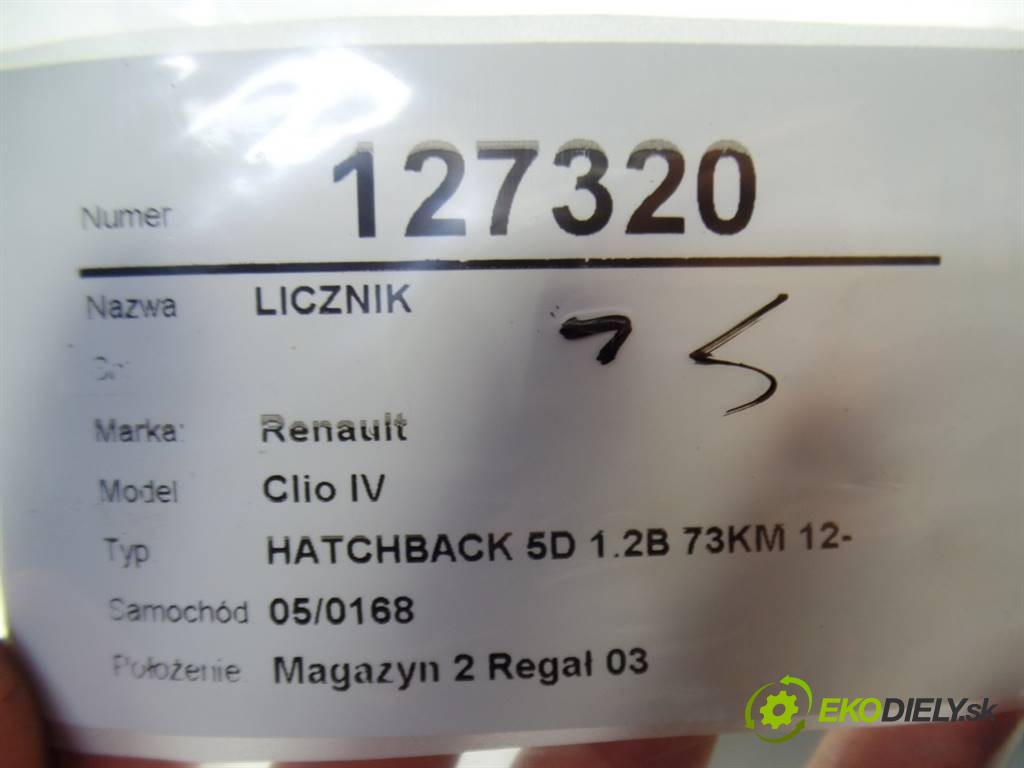 Numer 127320
Nazwa LICZNIK
Marka: Renault
Model Clio IV
Typ HATCHBACK 5D 1.2B 73KM 12-
Samochód 05/0168
Położenie Magazyn 2 Regał 03
EKODIELY.sk